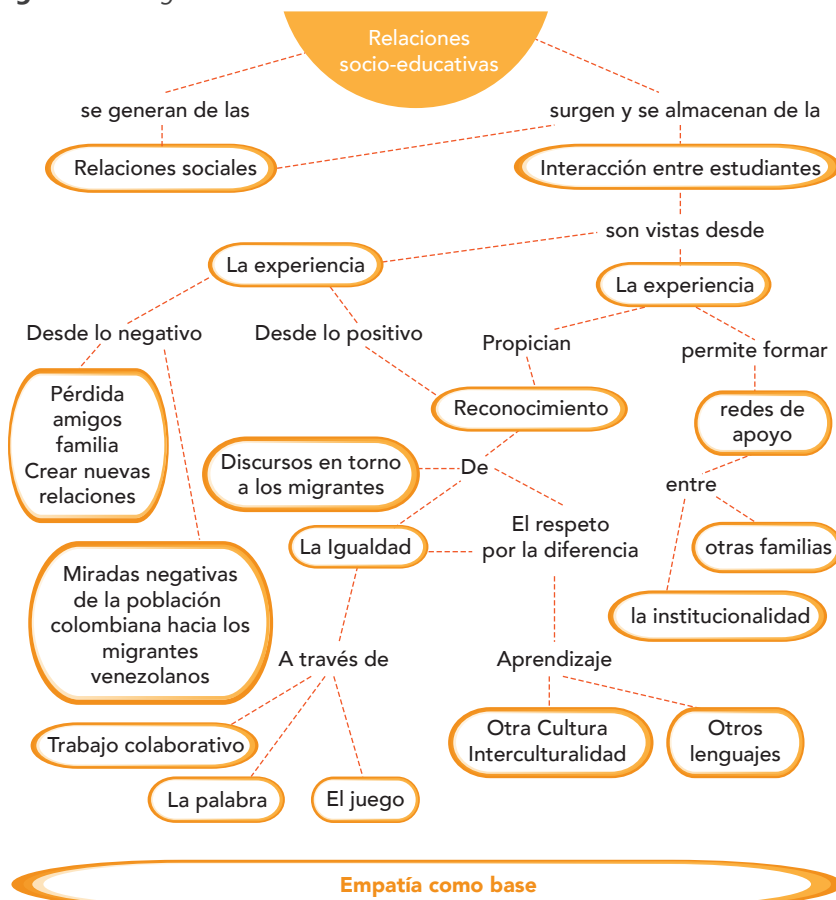 Relaciones
socio-educativas
se generan de las
surgen y se almacenan de la
Relaciones sociales
Interacción entre estudiantes
son vistas desde
La experiencia
La experiencia
Desde lo negativo
Desde lo positivo
Propician
permite formar
Pérdida
amigos
familia
Crear nuevas
relaciones
Reconocimiento
redes de
apoyo
Discursos en torno
a los migrantes
De
entre
La Igualdad
El respeto
por la diferencia
otras familias
Miradas negativas
de la población
colombiana hacia los
migrantes
venezolanos
la institucionalidad
A través de
Aprendizaje
Trabajo colaborativo
Otra Cultura
Interculturalidad
Otros
lenguajes
La palabra
El juego
Empatía como base